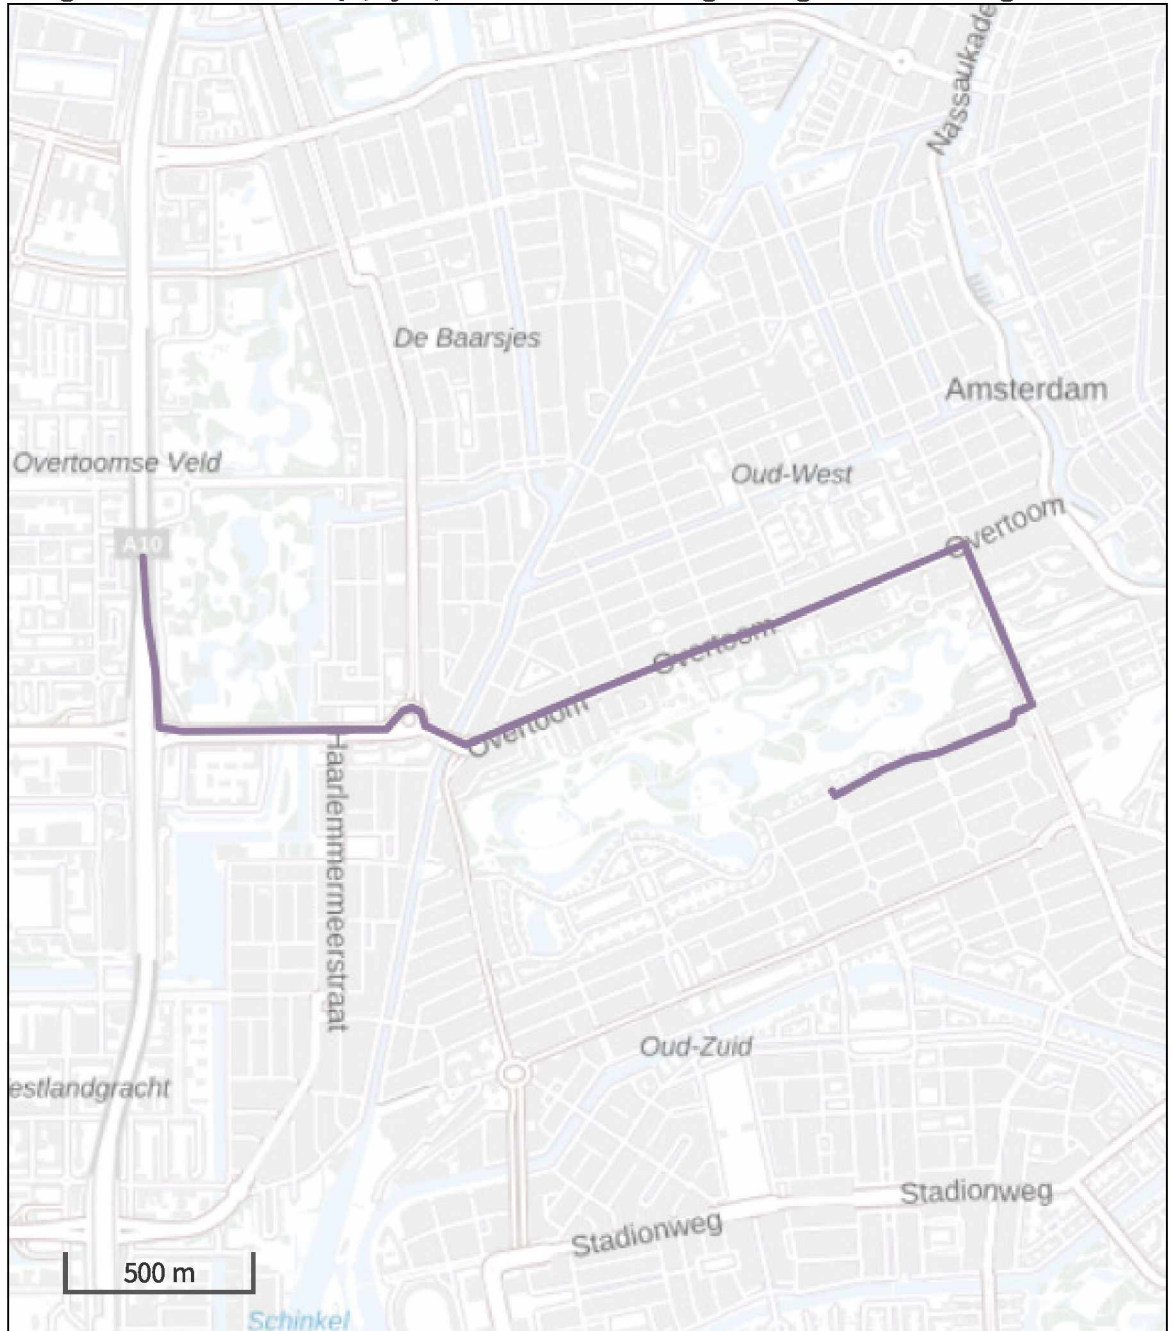 Nassaukade
De Baarsjes
Amsterdam
Overtoomse Veld
Oud-West
A10
Overtoom
Overtoom
Overtoom
Haarlemmermeerstraat
Oud-Zuid
estlandgracht
Stadionweg
Stadionweg
500 m
Schinkel